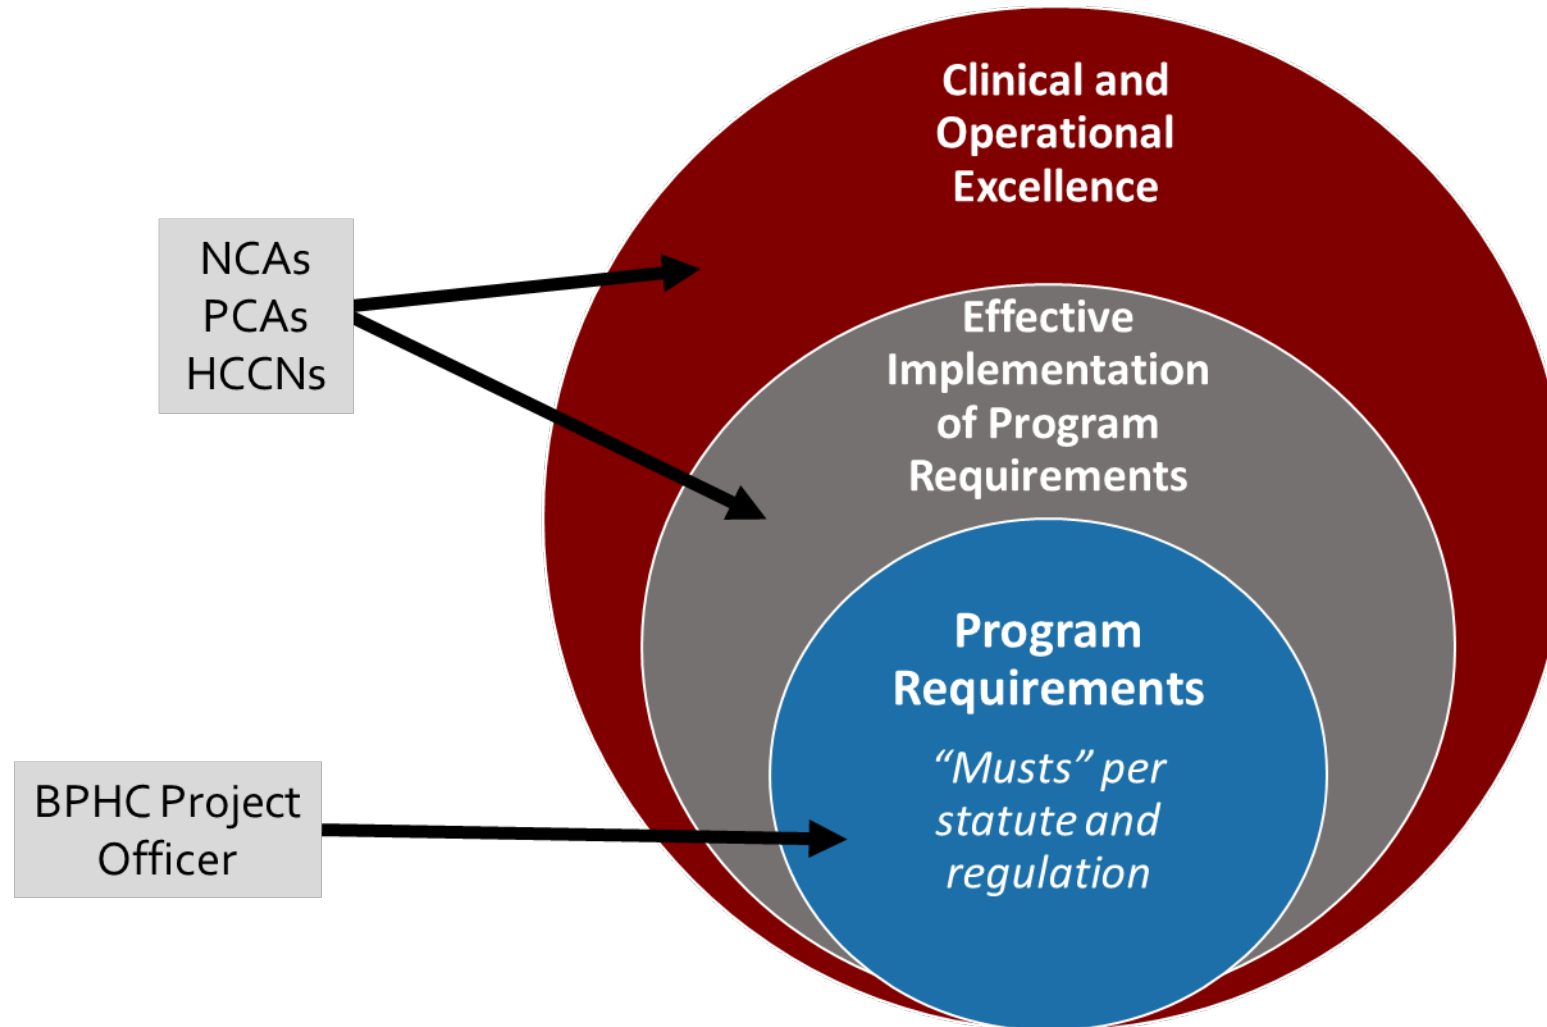 Clinical and
Operational
Excellence
NCAs
PCAs
HCCNs
Effective
Implementation
of Program
Requirements
Program
Requirements
“Musts” per
statute and
regulation
BPHC Project
Officer